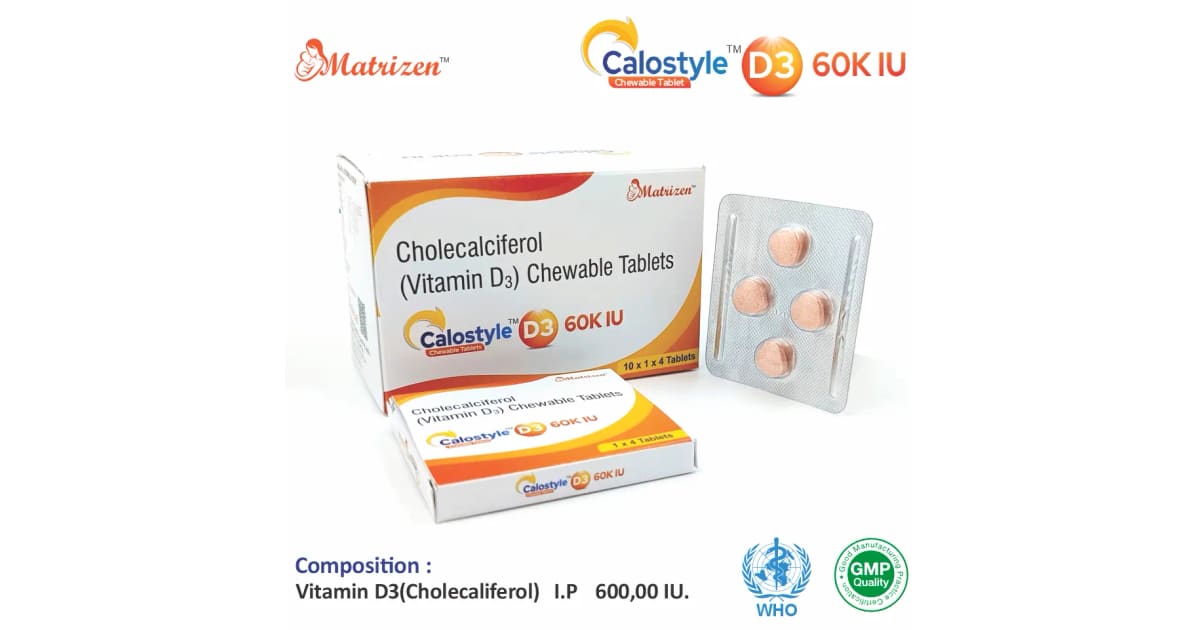 Matrizen™
Calostyle™ D3 60K IU
Chewable Tablet
Matrizen™
Cholecalciferol
(Vitamin D₃) Chewable Tablets
Calostyle™ D3 60K IU
Chewable Tablets
10 x 1 x 4 Tablets
Matrizen™
Cholecalciferol
(Vitamin D₃) Chewable Tablets
Calostyle™ D3 60K IU
1 x 4 Tablets
Calostyle™ D3 60K IU
Composition :
Vitamin D3(Cholecaliferol) I.P 600,00 IU.
WHO
Good Manufacturing Practice Certification
GMP
Quality